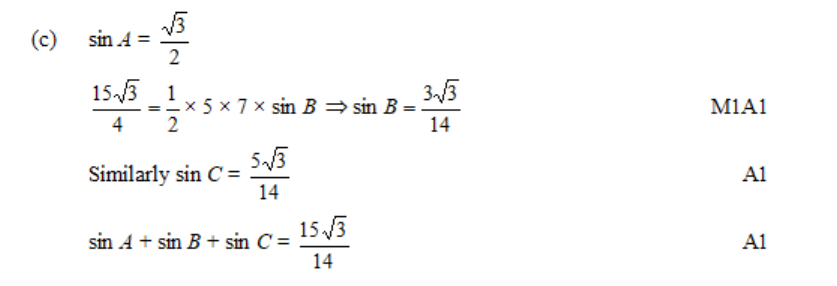 (c) sin A = √3/2
15√3/4 = 1/2 × 5 × 7 × sin B ⇒ sin B = 3√3/14 M1A1
Similarly sin C = 5√3/14 A1
sin A + sin B + sin C = 15√3/14 A1